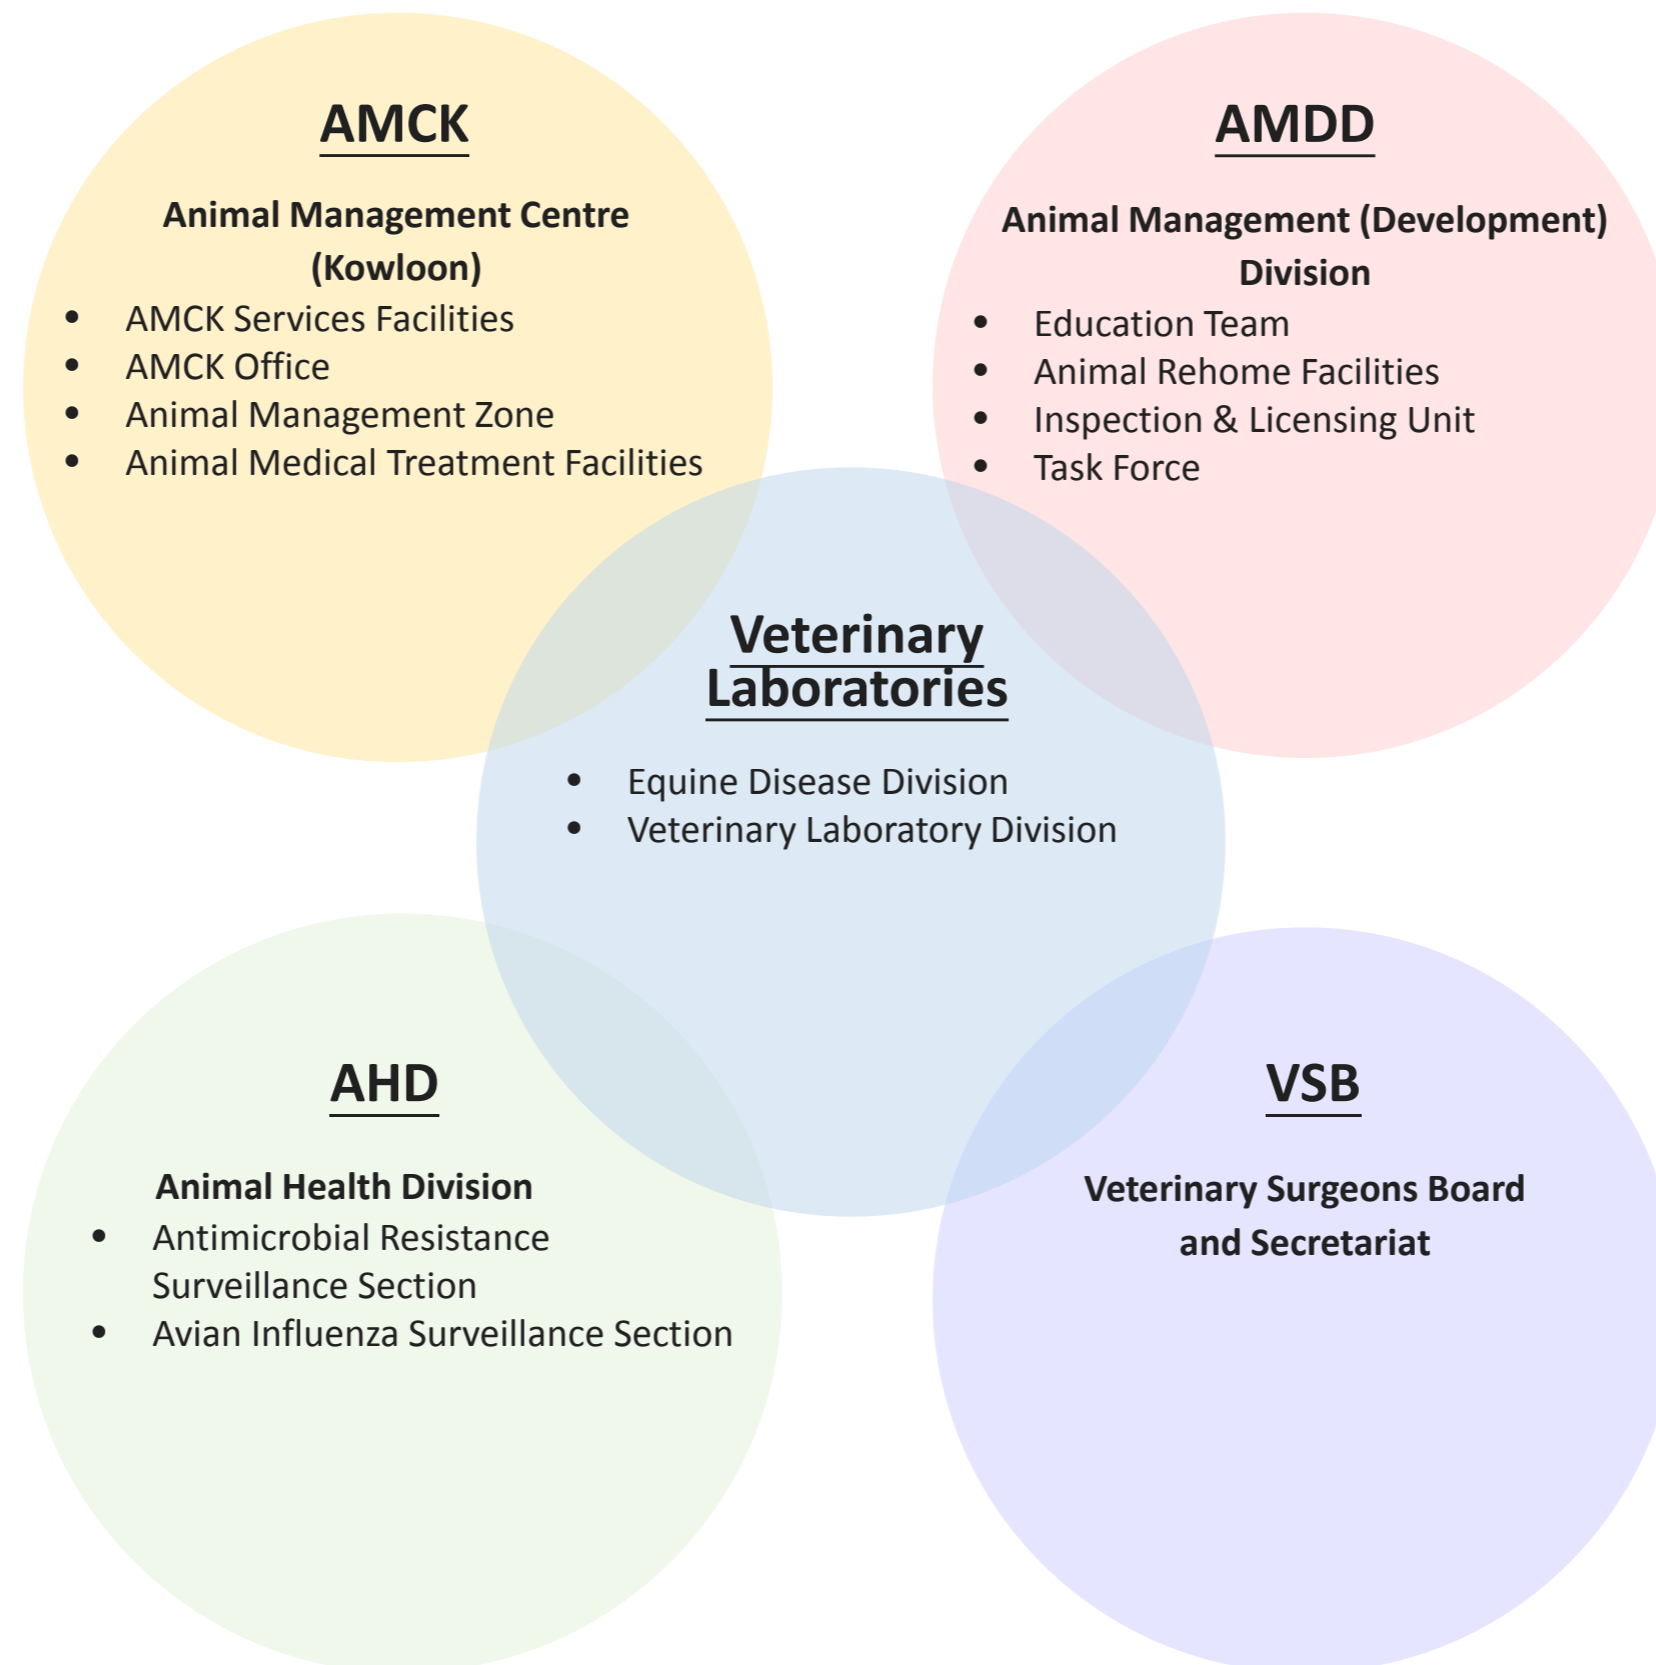 AMCK
Animal Management Centre
(Kowloon)
• AMCK Services Facilities
• AMCK Office
• Animal Management Zone
• Animal Medical Treatment Facilities
AMDD
Animal Management (Development)
Division
• Education Team
• Animal Rehome Facilities
• Inspection & Licensing Unit
• Task Force
Veterinary
Laboratories
• Equine Disease Division
• Veterinary Laboratory Division
AHD
Animal Health Division
• Antimicrobial Resistance
Surveillance Section
• Avian Influenza Surveillance Section
VSB
Veterinary Surgeons Board
and Secretariat